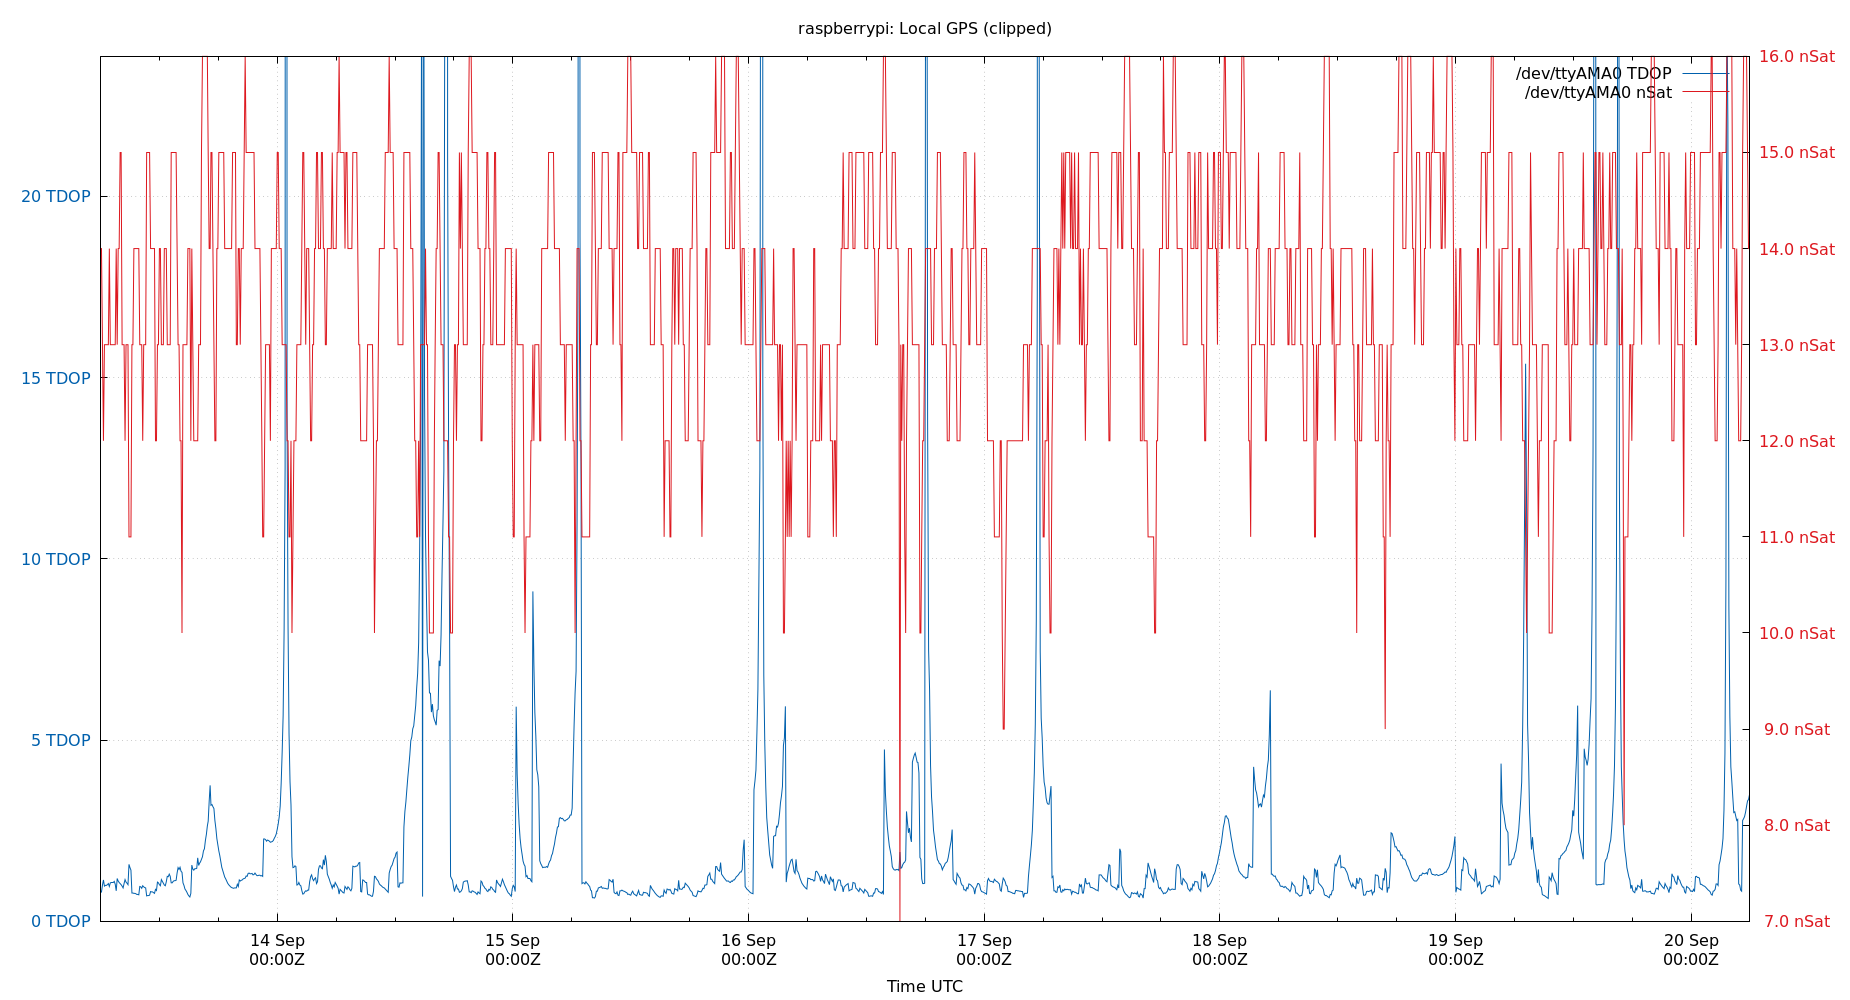 raspberrypi: Local GPS (clipped)
16.0 nSat
/dev/ttyAMA0 TDOP
/dev/ttyAMA0 nSat
15.0 nSat
20 TDOP
14.0 nSat
13.0 nSat
15 TDOP
12.0 nSat
11.0 nSat
10 TDOP
10.0 nSat
9.0 nSat
5 TDOP
8.0 nSat
0 TDOP
7.0 nSat
14 Sep 15 Sep 16 Sep 17 Sep 18 Sep 19 Sep 20 Sep
00:00Z 00:00Z 00:00Z 00:00Z 00:00Z 00:00Z 00:00Z
Time UTC